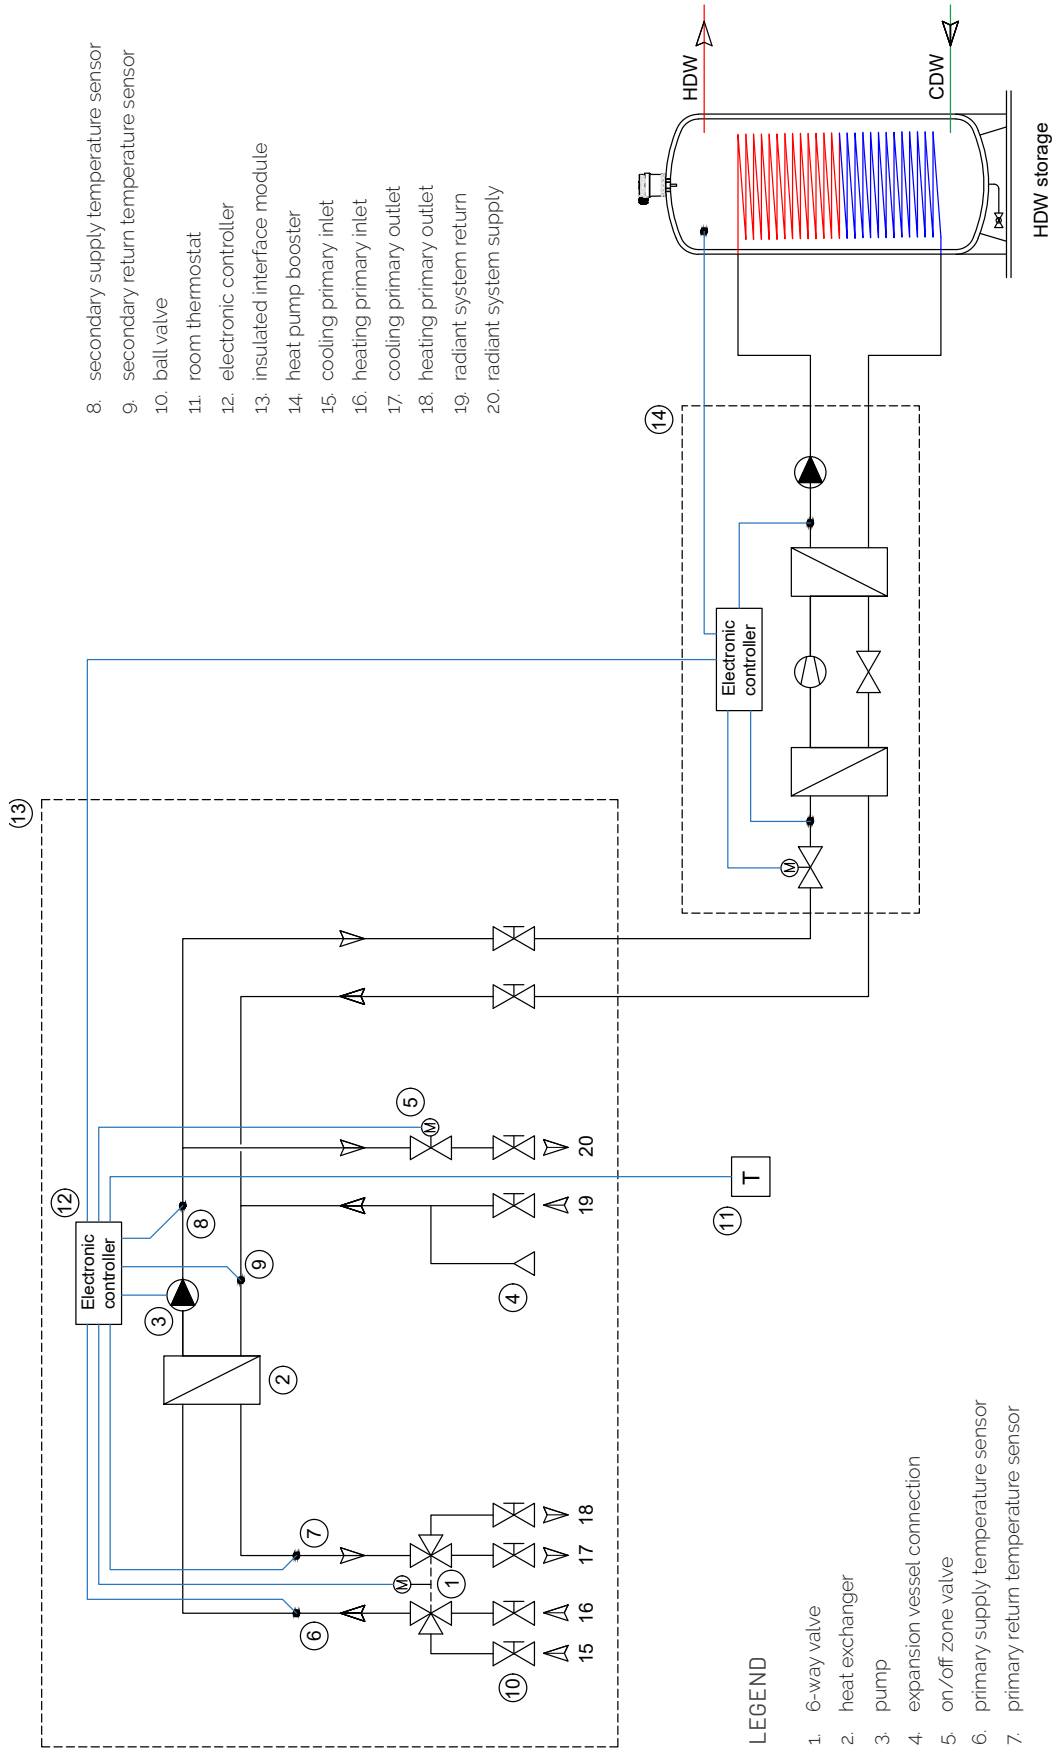 13
12
Electronic
controller
3
8
9
2
5
4
7
6
M
1
M
10
15
16
17
18
19
20
11
T
14
Electronic
controller
M
HDW
CDW
HDW storage
LEGEND
1. 6-way valve
2. heat exchanger
3. pump
4. expansion vessel connection
5. on/off zone valve
6. primary supply temperature sensor
7. primary return temperature sensor
8. secondary supply temperature sensor
9. secondary return temperature sensor
10. ball valve
11. room thermostat
12. electronic controller
13. insulated interface module
14. heat pump booster
15. cooling primary inlet
16. heating primary inlet
17. cooling primary outlet
18. heating primary outlet
19. radiant system return
20. radiant system supply